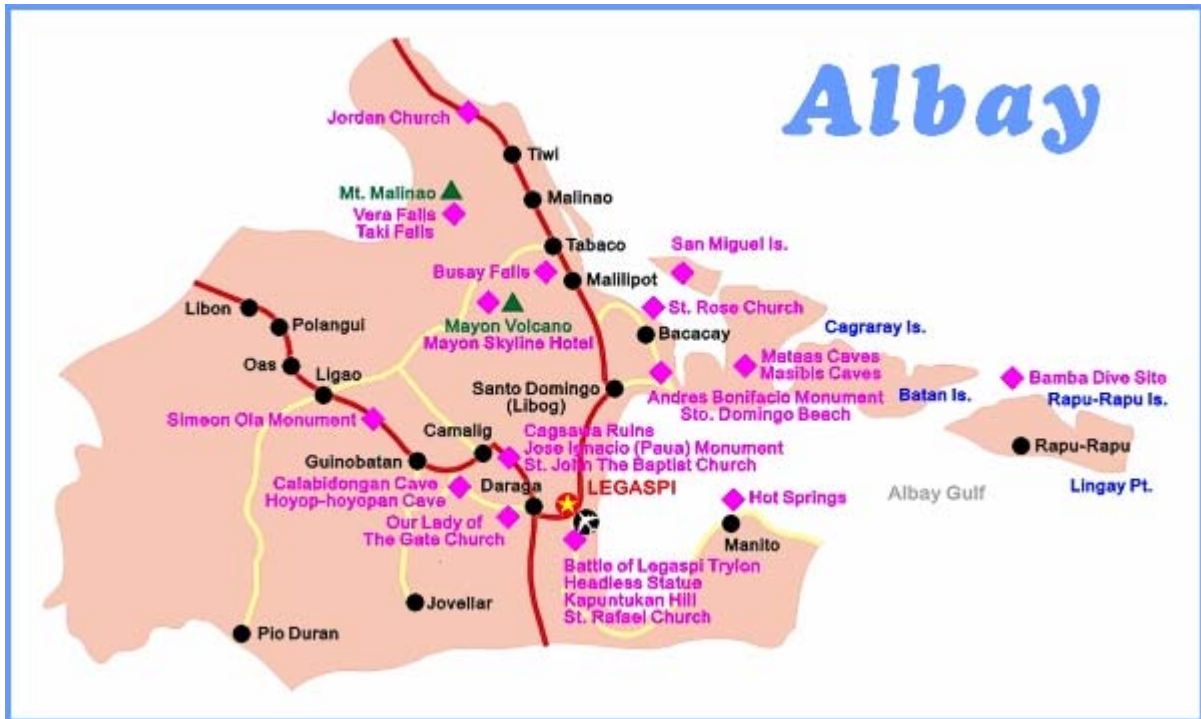 Albay
Jordan Church
Tiwi
Mt. Malinao
Malinao
Vera Falls
Taki Falls
Tabaco
San Miguel Is.
Busay Falls
Malilipot
Libon
St. Rose Church
Polangui
Mayon Volcano
Mayon Skyline Hotel
Bacacay
Cagraray Is.
Oas
Ligao
Mataas Caves
Masibis Caves
Santo Domingo
(Libog)
Andres Bonifacio Monument
Sto. Domingo Beach
Batan Is.
Bamba Dive Site
Rapu-Rapu Is.
Simeon Ola Monument
Camalig
Cagsawa Ruins
Jose Ignacio (Paua) Monument
St. John The Baptist Church
Rapu-Rapu
Guinobatan
Calabidongan Cave
Hoyop-hoyopan Cave
Daraga
LEGASPI
Albay Gulf
Lingay Pt.
Hot Springs
Our Lady of
The Gate Church
Manito
Battle of Legaspi Trylon
Headless Statue
Kapuntukan Hill
St. Rafael Church
Jovellar
Pio Duran